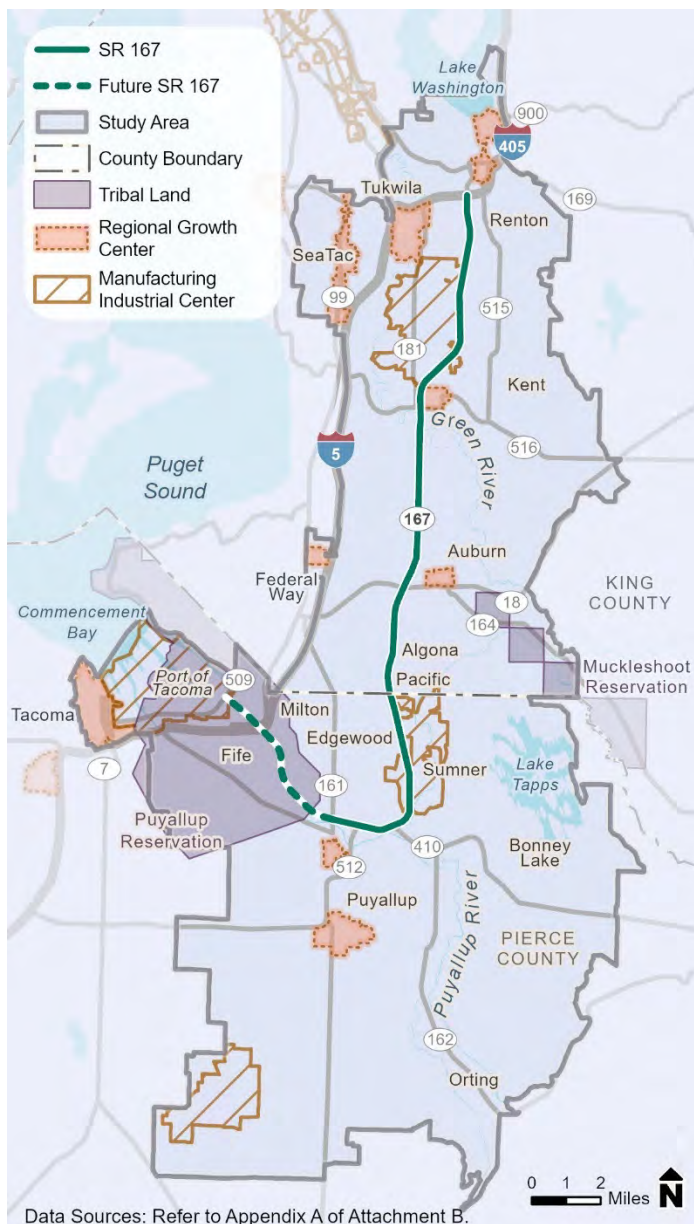 SR 167
Future SR 167
Study Area
County Boundary
Tribal Land
Regional Growth
Center
Manufacturing
Industrial Center
Lake
Washington
900
405
Tukwila
169
Renton
SeaTac
99
515
181
Kent
Green River
516
5
Puget
Sound
167
Auburn
Federal
Way
KING
COUNTY
18
164
Commencement
Bay
Algona
Pacific
Muckleshoot
Reservation
Port of
Tacoma
509
Milton
Tacoma
Edgewood
Fife
Sumner
Lake
Tapps
7
161
Puyallup
Reservation
410
Bonney
Lake
512
Puyallup
Puyallup River
PIERCE
COUNTY
162
Orting
0 1 2
Miles
N
Data Sources: Refer to Appendix A of Attachment B.